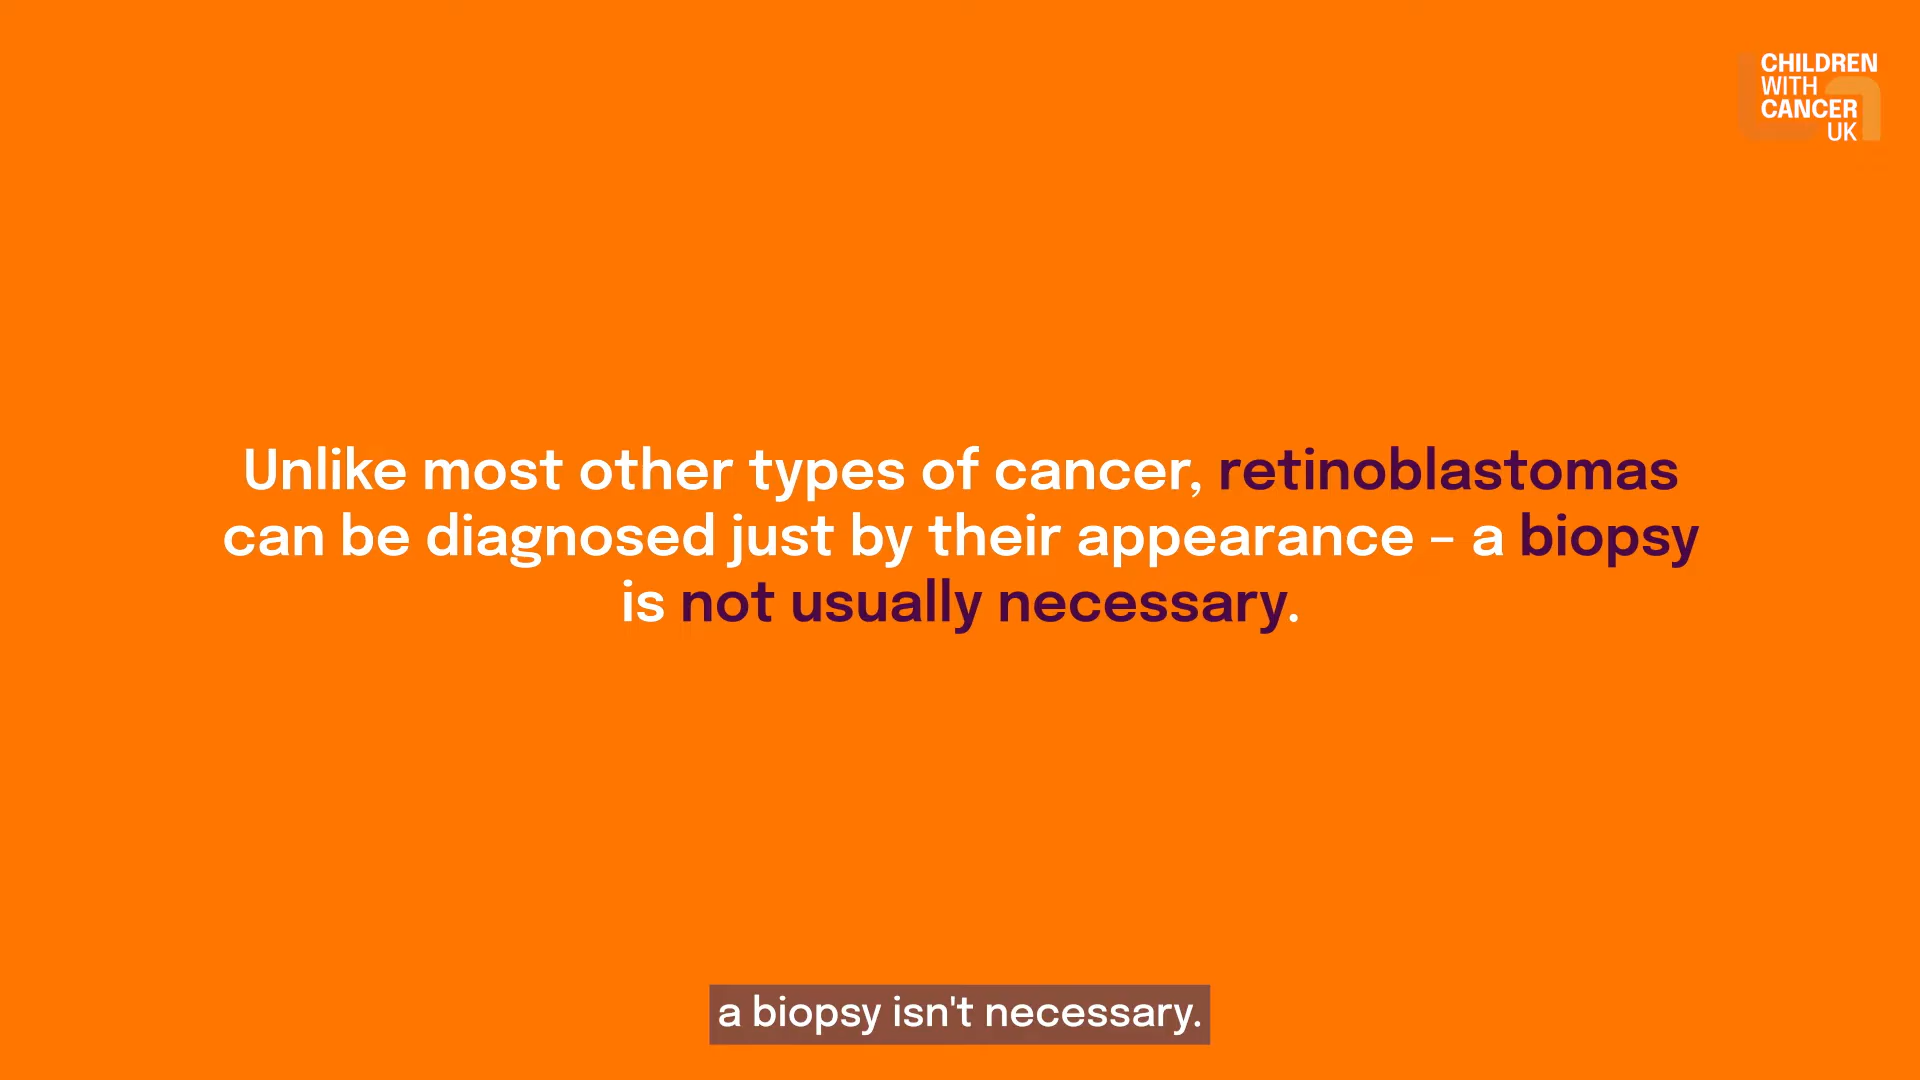 CHILDREN
WITH
CANCER
UK
Unlike most other types of cancer, retinoblastomas
can be diagnosed just by their appearance – a biopsy
is not usually necessary.
a biopsy isn't necessary.